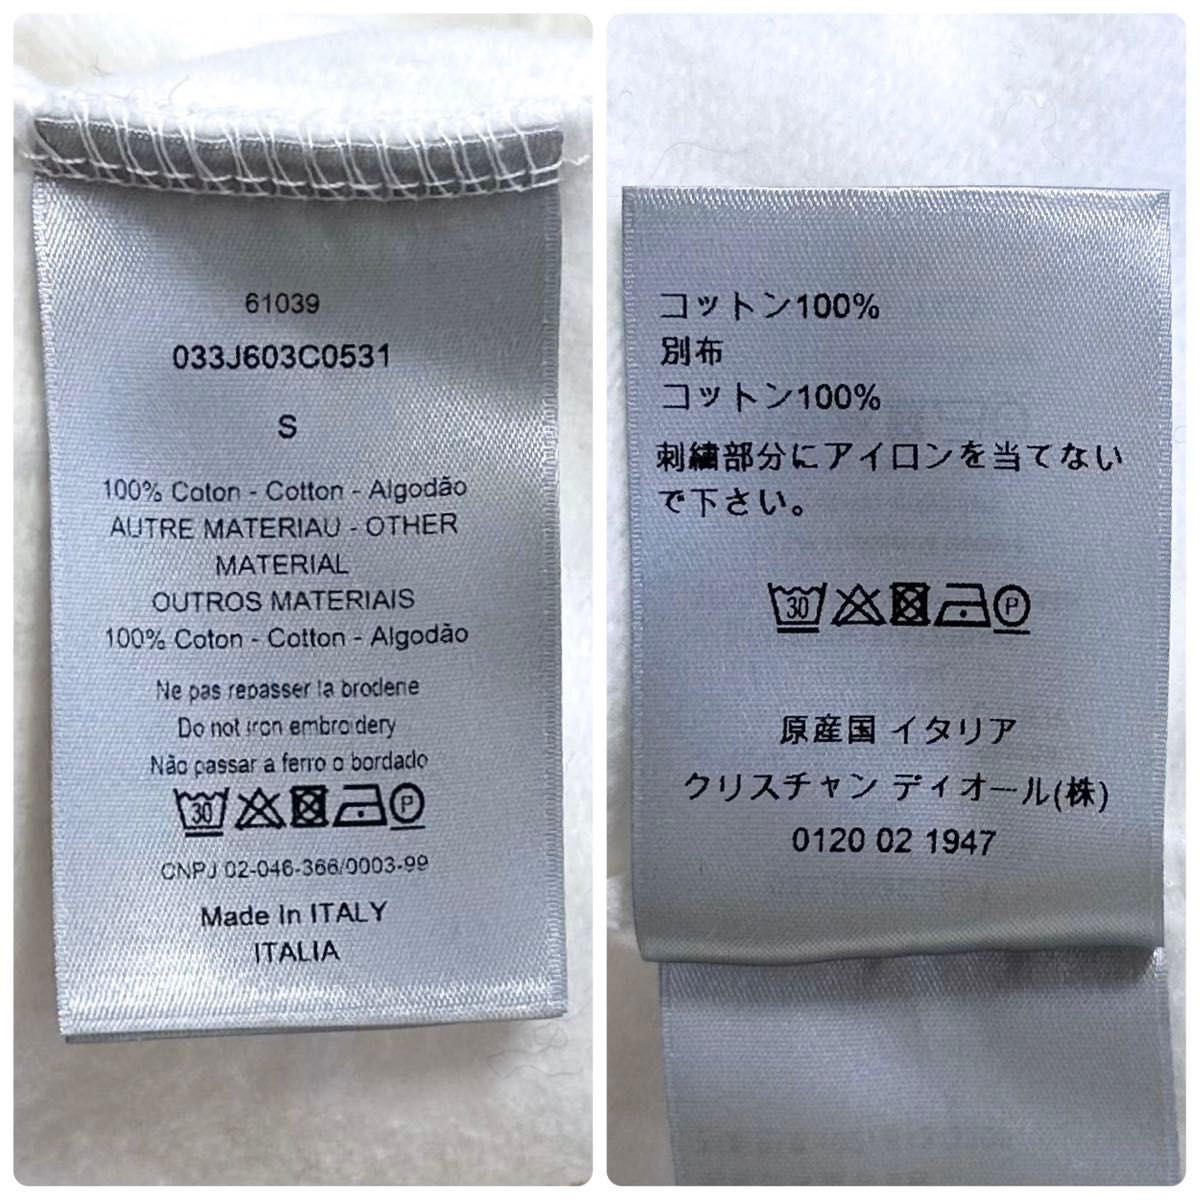 61039
033J603C0531
S
100% Coton - Cotton - Algodão
AUTRE MATERIAU - OTHER
MATERIAL
OUTROS MATERIAIS
100% Coton - Cotton - Algodão
Ne pas repasser la broderie
Do not iron embroidery
Não passar a ferro o bordado
30 P
CNPJ 02-046-366/0003-99
Made In ITALY
ITALIA
コットン100%
別布
コットン100%
刺繍部分にアイロンを当てない
で下さい。
30 P
原産国 イタリア
クリスチャン ディオール(株)
0120 02 1947